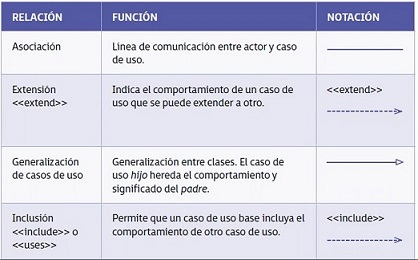 RELACIÓN FUNCIÓN NOTACIÓN
Asociación
Linea de comunicación entre actor y caso
de uso.
Extensión
<<extend>>
Indica el comportamiento de un caso de
uso que se puede extender a otro.
<<extend>>
Generalización
de casos de uso
Generalización entre clases. El caso de
uso hijo hereda el comportamiento y
significado del padre.
Inclusión
<<include>> o
<<uses>>
Permite que un caso de uso base incluya el
comportamiento de otro caso de uso.
<<include>>